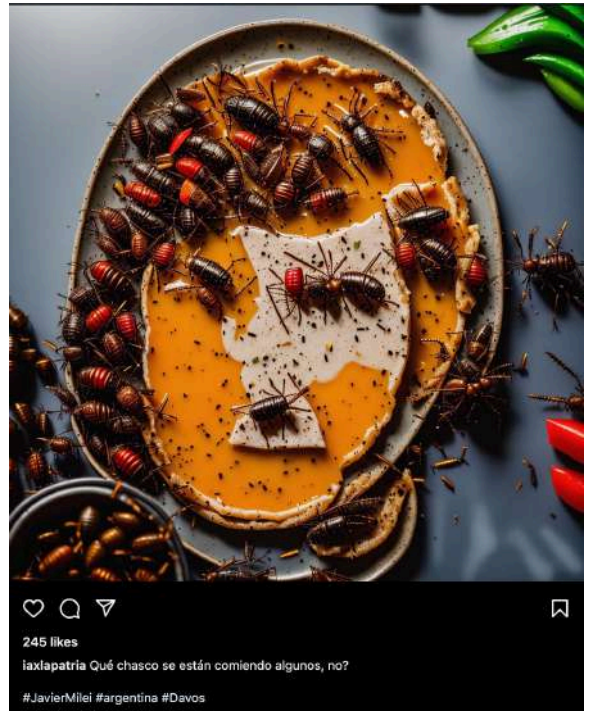 245 likes
iaxlapatria Qué chasco se están comiendo algunos, no?
#JavierMilei #argentina #Davos